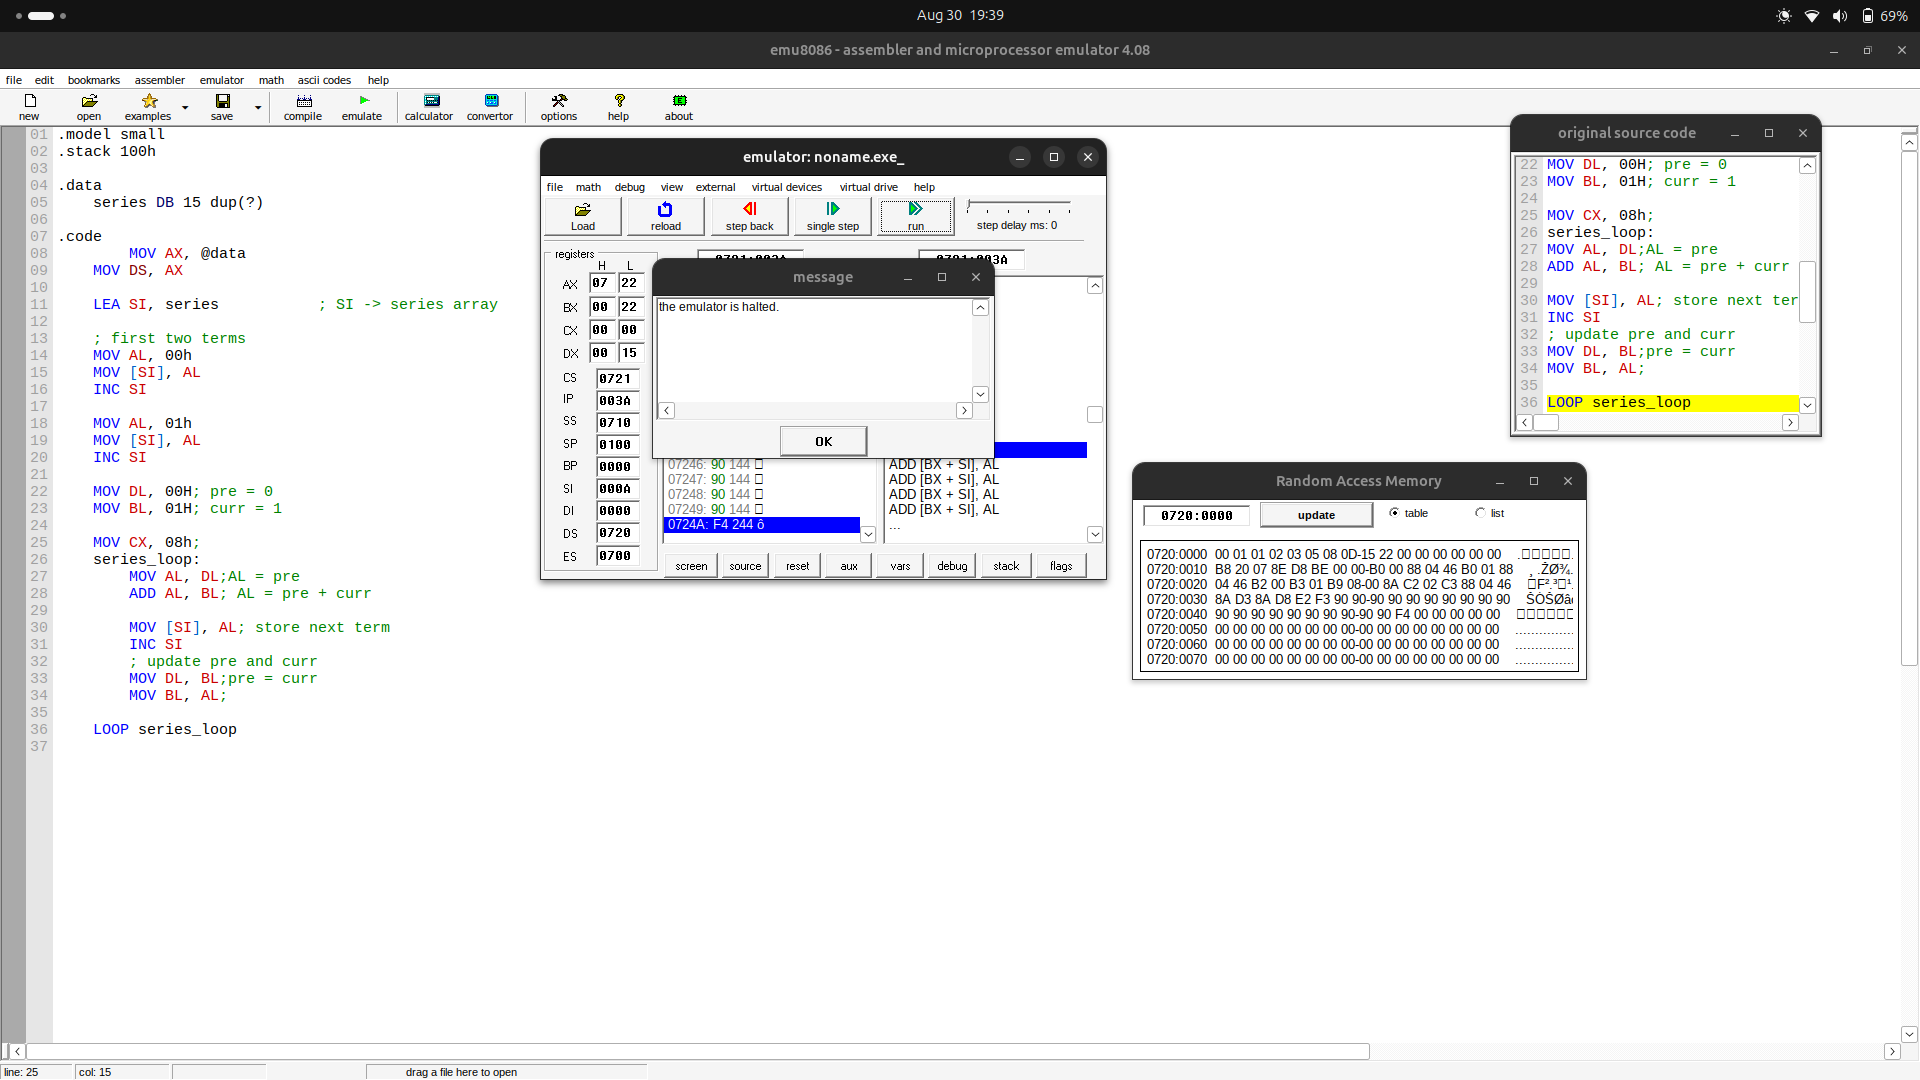 Aug 30 19:39
69%
emu8086 - assembler and microprocessor emulator 4.08
file edit bookmarks assembler emulator math ascii codes help
new open examples save compile emulate calculator convertor options help about
01 .model small
02 .stack 100h
03
04 .data
05 series DB 15 dup(?)
06
07 .code
08 MOV AX, @data
09 MOV DS, AX
10
11 LEA SI, series ; SI -> series array
12
13 ; first two terms
14 MOV AL, 00h
15 MOV [SI], AL
16 INC SI
17
18 MOV AL, 01h
19 MOV [SI], AL
20 INC SI
21
22 MOV DL, 00H; pre = 0
23 MOV BL, 01H; curr = 1
24
25 MOV CX, 08h;
26 series_loop:
27 MOV AL, DL;AL = pre
28 ADD AL, BL; AL = pre + curr
29
30 MOV [SI], AL; store next term
31 INC SI
32 ; update pre and curr
33 MOV DL, BL;pre = curr
34 MOV BL, AL;
35
36 LOOP series_loop
37
emulator: noname.exe_
file math debug view external virtual devices virtual drive help
Load reload step back single step run step delay ms: 0
registers
H L
AX 07 22
BX 00 22
CX 00 00
DX 00 15
CS 0721
IP 003A
SS 0710
SP 0100
BP 0000
SI 000A
DI 0000
DS 0720
ES 0700
message
the emulator is halted.
OK
07246: 90 144 ADD [BX + SI], AL
07247: 90 144 ADD [BX + SI], AL
07248: 90 144 ADD [BX + SI], AL
07249: 90 144 ADD [BX + SI], AL
0724A: F4 244 ô ...
screen source reset aux vars debug stack flags
original source code
22 MOV DL, 00H; pre = 0
23 MOV BL, 01H; curr = 1
24
25 MOV CX, 08h;
26 series_loop:
27 MOV AL, DL;AL = pre
28 ADD AL, BL; AL = pre + curr
29
30 MOV [SI], AL; store next ter
31 INC SI
32 ; update pre and curr
33 MOV DL, BL;pre = curr
34 MOV BL, AL;
35
36 LOOP series_loop
Random Access Memory
0720:0000 update table list
0720:0000 00 01 01 02 03 05 08 0D-15 22 00 00 00 00 00 00
0720:0010 B8 20 07 8E D8 BE 00 00-B0 00 88 04 46 B0 01 88
0720:0020 04 46 B2 00 B3 01 B9 08-00 8A C2 02 C3 88 04 46
0720:0030 8A D3 8A D8 E2 F3 90 90-90 90 90 90 90 90 90 90
0720:0040 90 90 90 90 90 90 90 90-90 90 F4 00 00 00 00 00
0720:0050 00 00 00 00 00 00 00 00-00 00 00 00 00 00 00 00
0720:0060 00 00 00 00 00 00 00 00-00 00 00 00 00 00 00 00
0720:0070 00 00 00 00 00 00 00 00-00 00 00 00 00 00 00 00
line: 25 col: 15 drag a file here to open